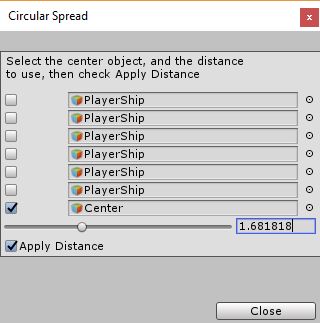 Circular Spread
x
Select the center object, and the distance
to use, then check Apply Distance
PlayerShip
PlayerShip
PlayerShip
PlayerShip
PlayerShip
PlayerShip
Center
1.681818
Apply Distance
Close